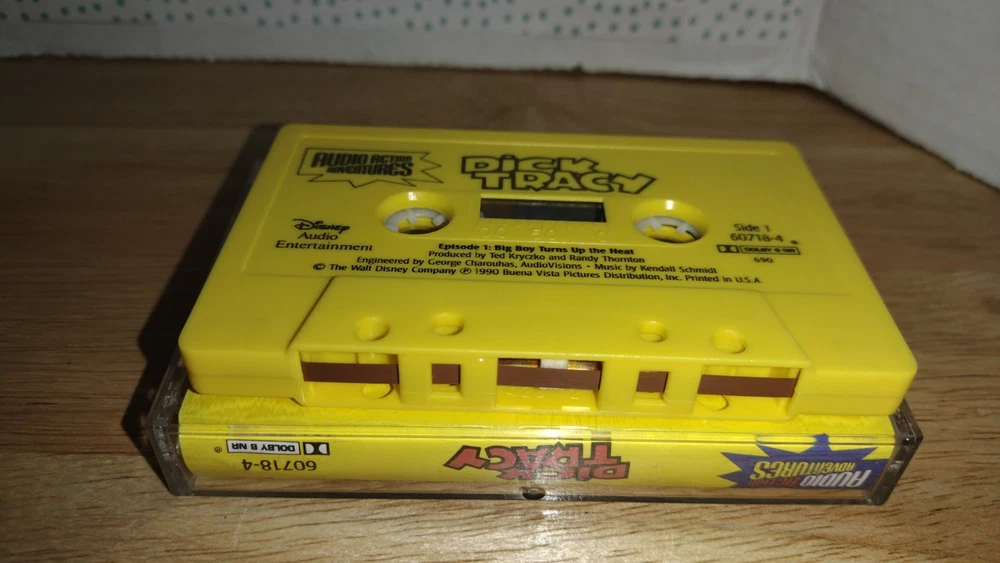 AUDIO ACTION
ADVENTURES
DICK
TRACY
Disney
Audio
Entertainment
Side 1
60718-4
DOLBY B NR
690
Episode 1: Big Boy Turns Up the Heat
Produced by Ted Kryczko and Randy Thornton
Engineered by George Charouhas, AudioVisions • Music by Kendall Schmidt
© The Walt Disney Company ℗ 1990 Buena Vista Pictures Distribution, Inc. Printed in U.S.A.
AUDIO ACTION
ADVENTURES
DICK
TRACY
60718-4
DOLBY B NR